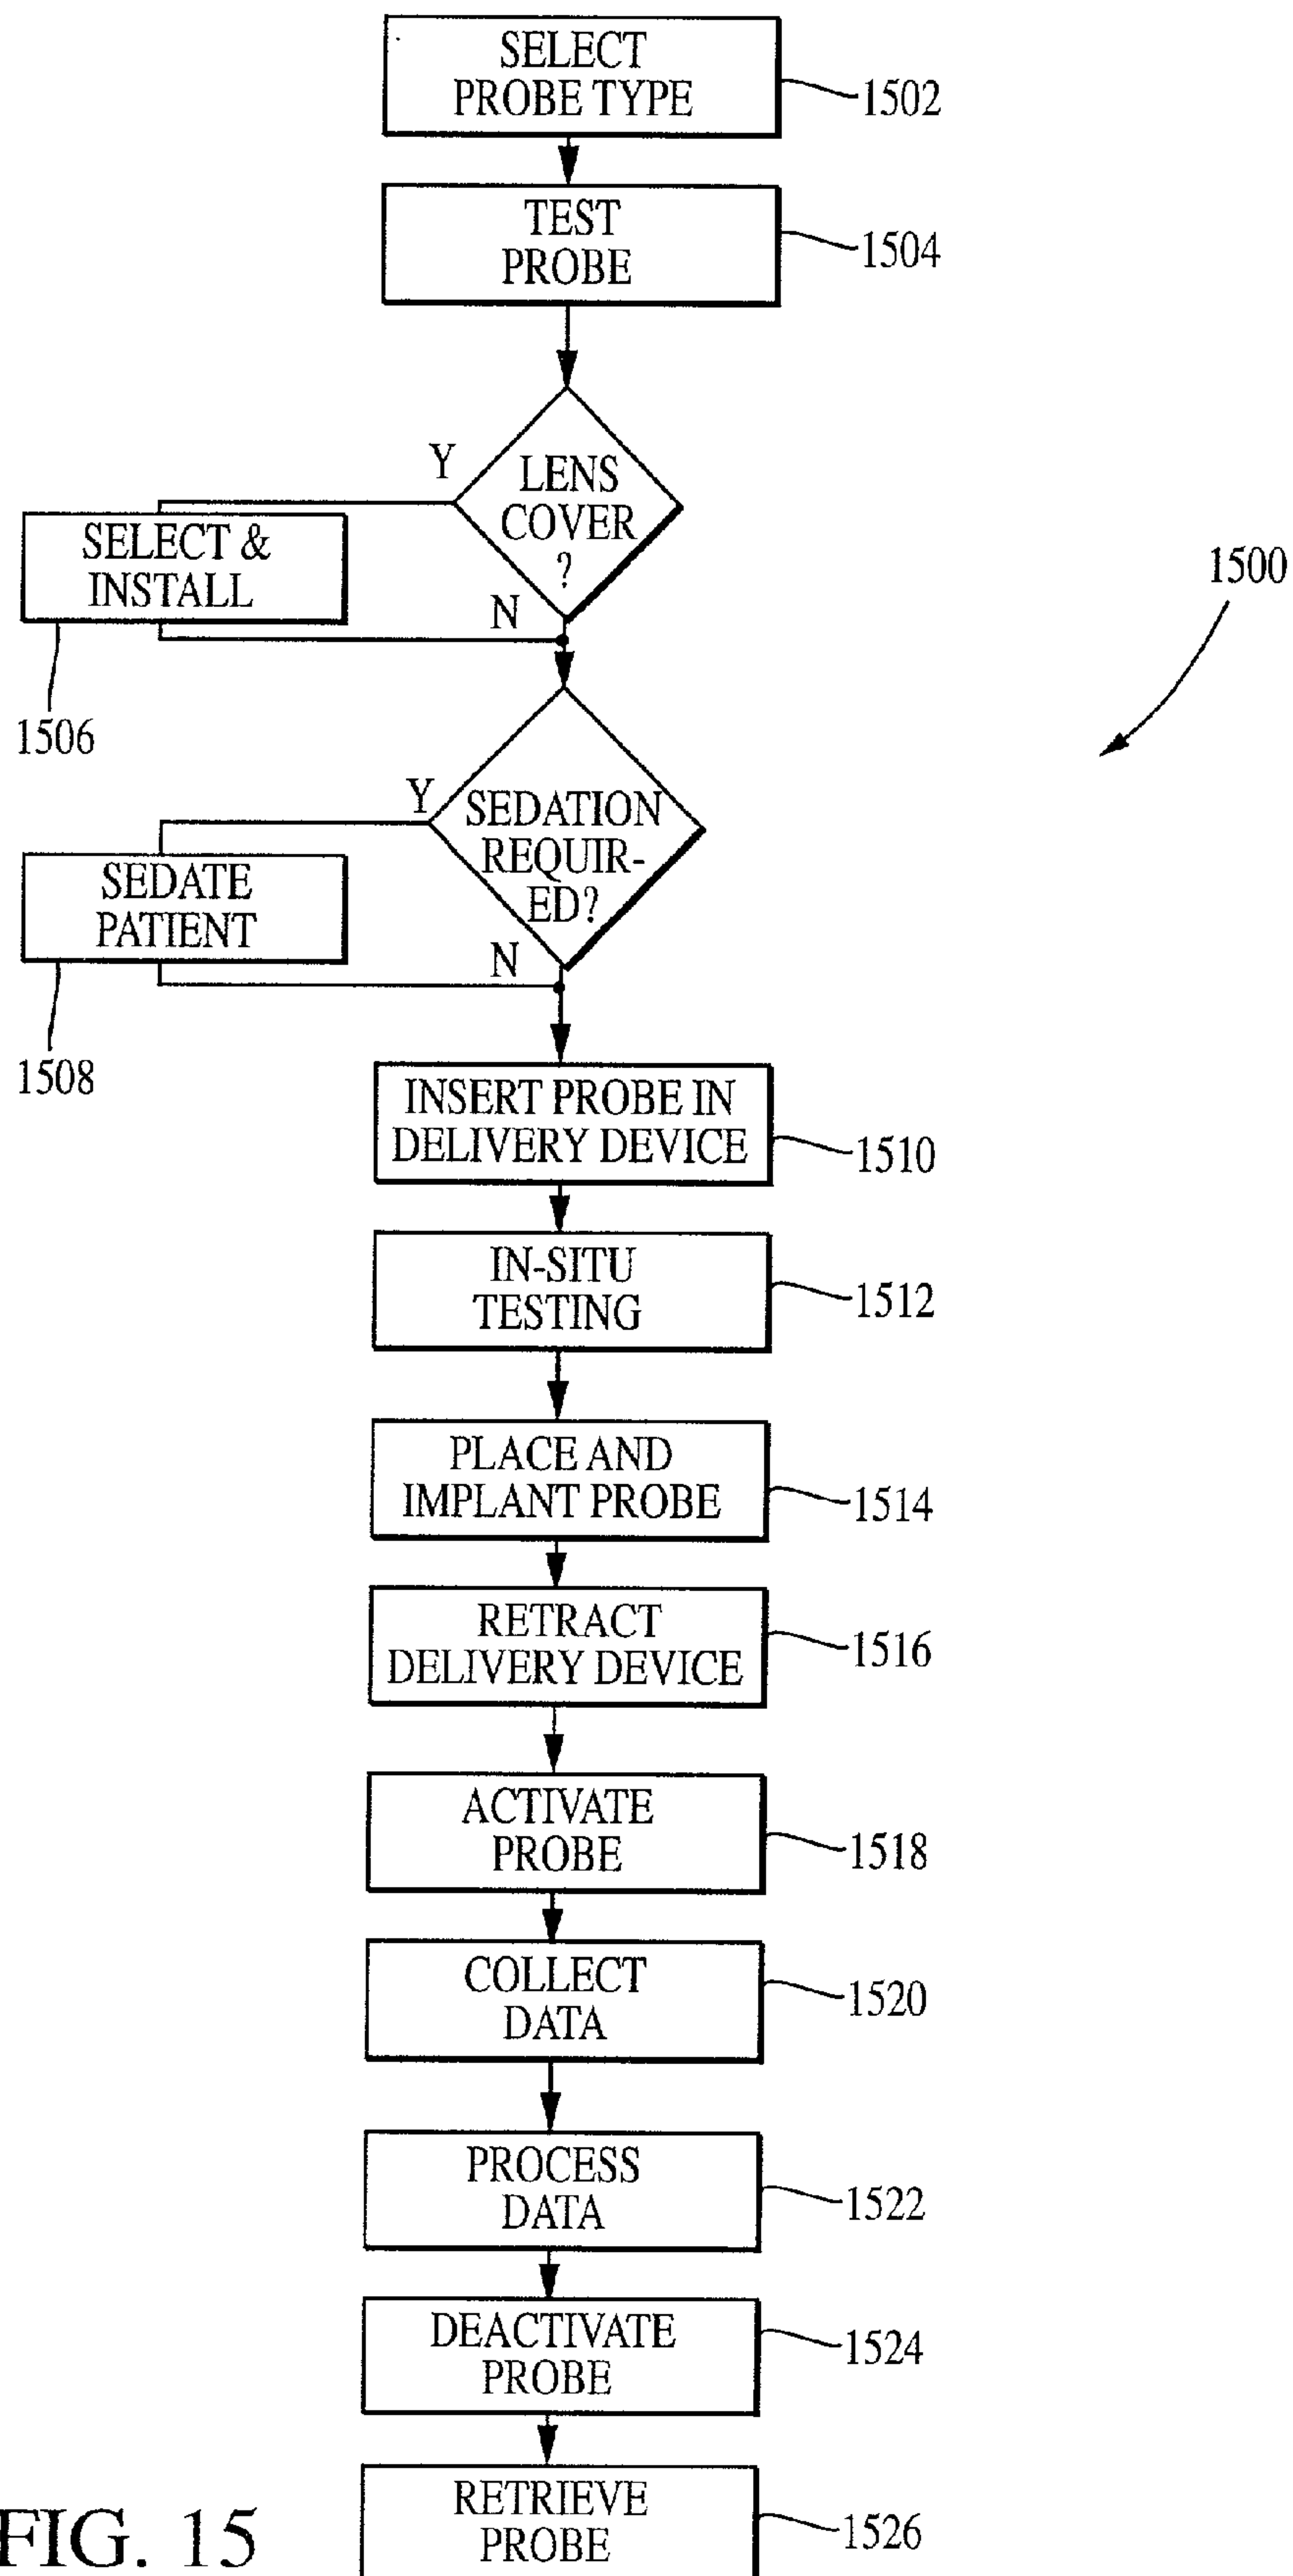 SELECT
PROBE TYPE
1502
TEST
PROBE
1504
LENS
COVER
?
Y
N
SELECT &
INSTALL
1506
1500
SEDATION
REQUIR-
ED?
Y
N
SEDATE
PATIENT
1508
INSERT PROBE IN
DELIVERY DEVICE
1510
IN-SITU
TESTING
1512
PLACE AND
IMPLANT PROBE
1514
RETRACT
DELIVERY DEVICE
1516
ACTIVATE
PROBE
1518
COLLECT
DATA
1520
PROCESS
DATA
1522
DEACTIVATE
PROBE
1524
RETRIEVE
PROBE
1526
FIG. 15